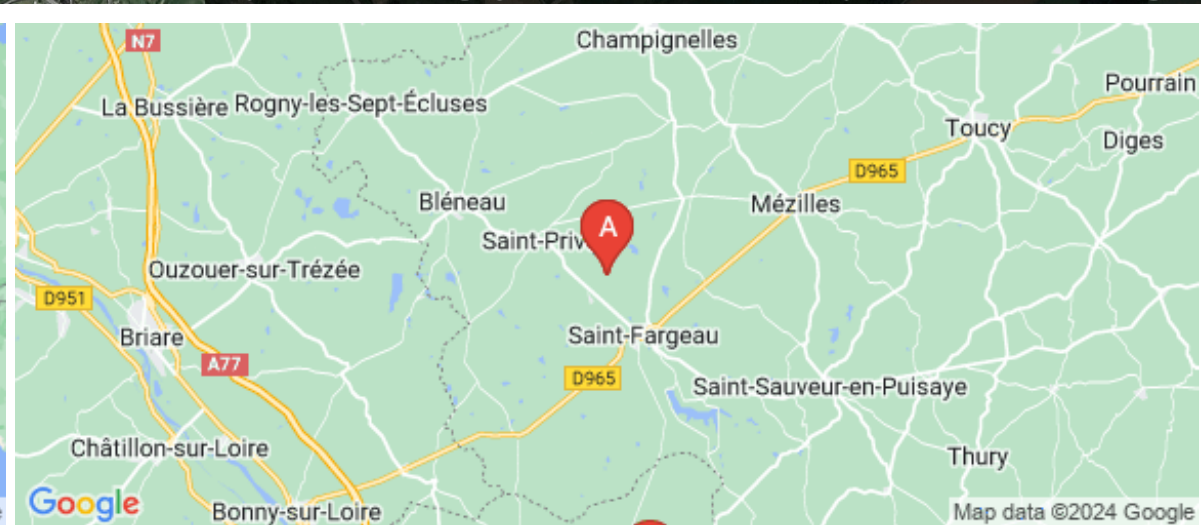 Champignelles
N7
Pourrain
La Bussière
Rogny-les-Sept-Écluses
Toucy
Diges
D965
Bléneau
Mézilles
A
Saint-Priv
Ouzouer-sur-Trézée
D951
Briare
Saint-Fargeau
A77
D965
Saint-Sauveur-en-Puisaye
Châtillon-sur-Loire
Thury
Google
Bonny-sur-Loire
Map data ©2024 Google